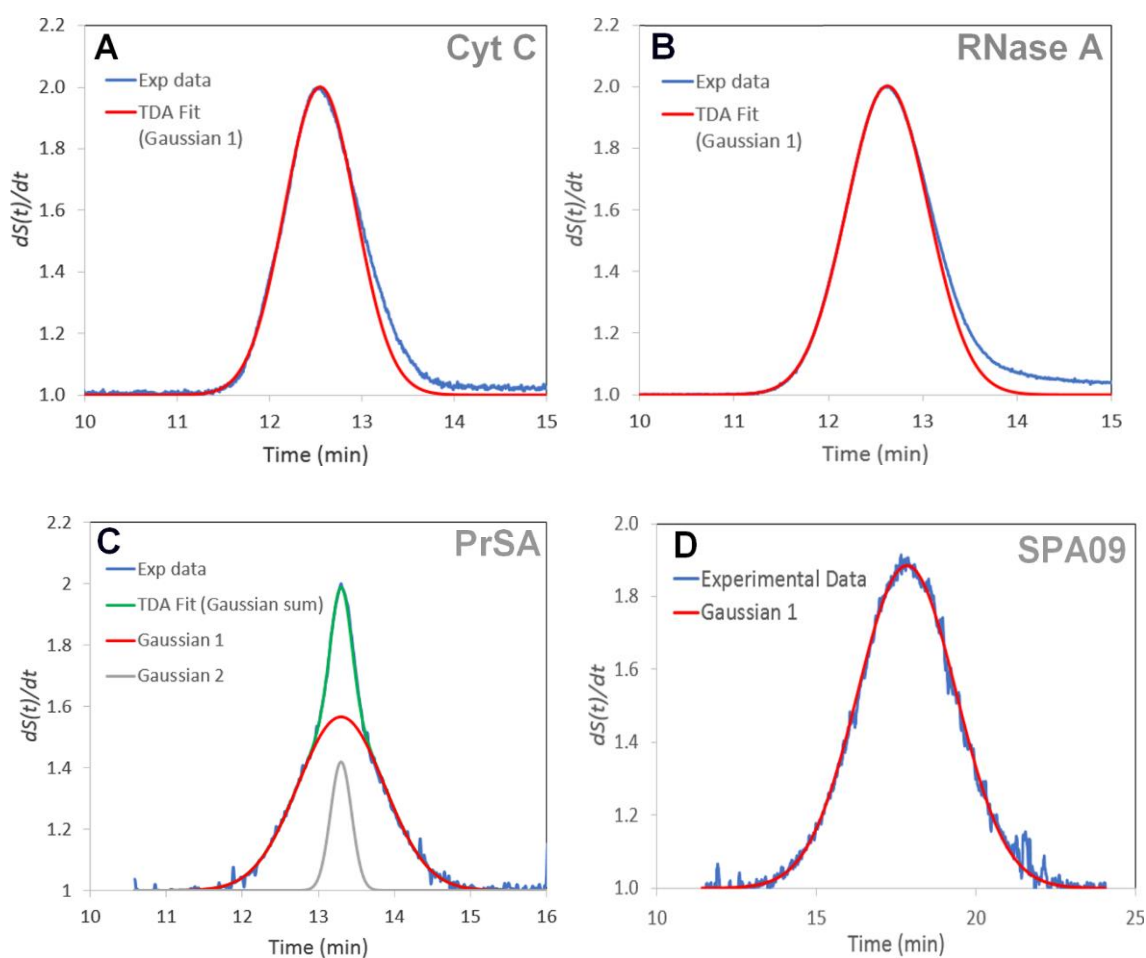 A
Cyt C
Exp data
TDA Fit
(Gaussian 1)
dS(t)/dt
2.2
2.0
1.8
1.6
1.4
1.2
1.0
10 11 12 13 14 15
Time (min)
B
RNase A
Exp data
TDA Fit
(Gaussian 1)
dS(t)/dt
2.2
2.0
1.8
1.6
1.4
1.2
1.0
10 11 12 13 14 15
Time (min)
C
PrSA
Exp data
TDA Fit (Gaussian sum)
Gaussian 1
Gaussian 2
dS(t)/dt
2.2
2
1.8
1.6
1.4
1.2
1
10 11 12 13 14 15 16
Time (min)
D
SPA09
Experimental Data
Gaussian 1
dS(t)/dt
2.0
1.8
1.6
1.4
1.2
1.0
10 15 20 25
Time (min)